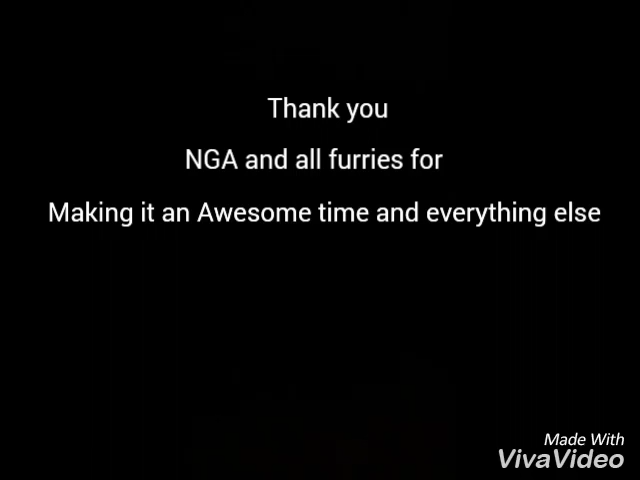 Thank you
NGA and all furries for
Making it an Awesome time and everything else
Made With
VivaVideo